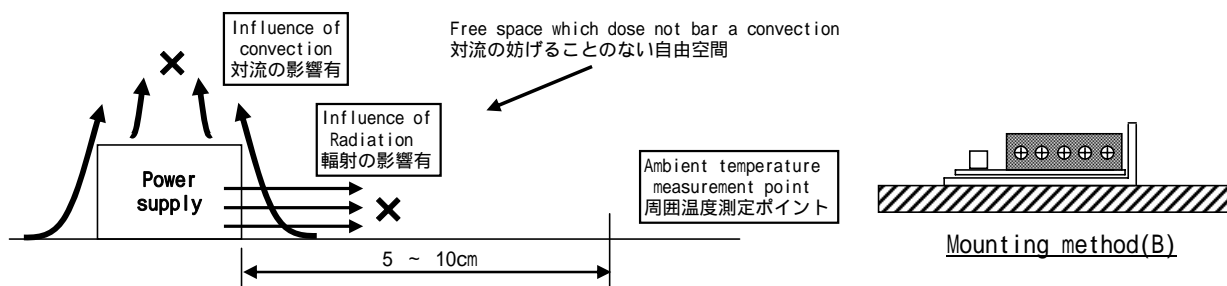 Influence of
convection
対流の影響有
Free space which dose not bar a convection
対流の妨げることのない自由空間
Influence of
Radiation
輻射の影響有
Power
supply
Ambient temperature
measurement point
周囲温度測定ポイント
5 ~ 10cm
Mounting method(B)